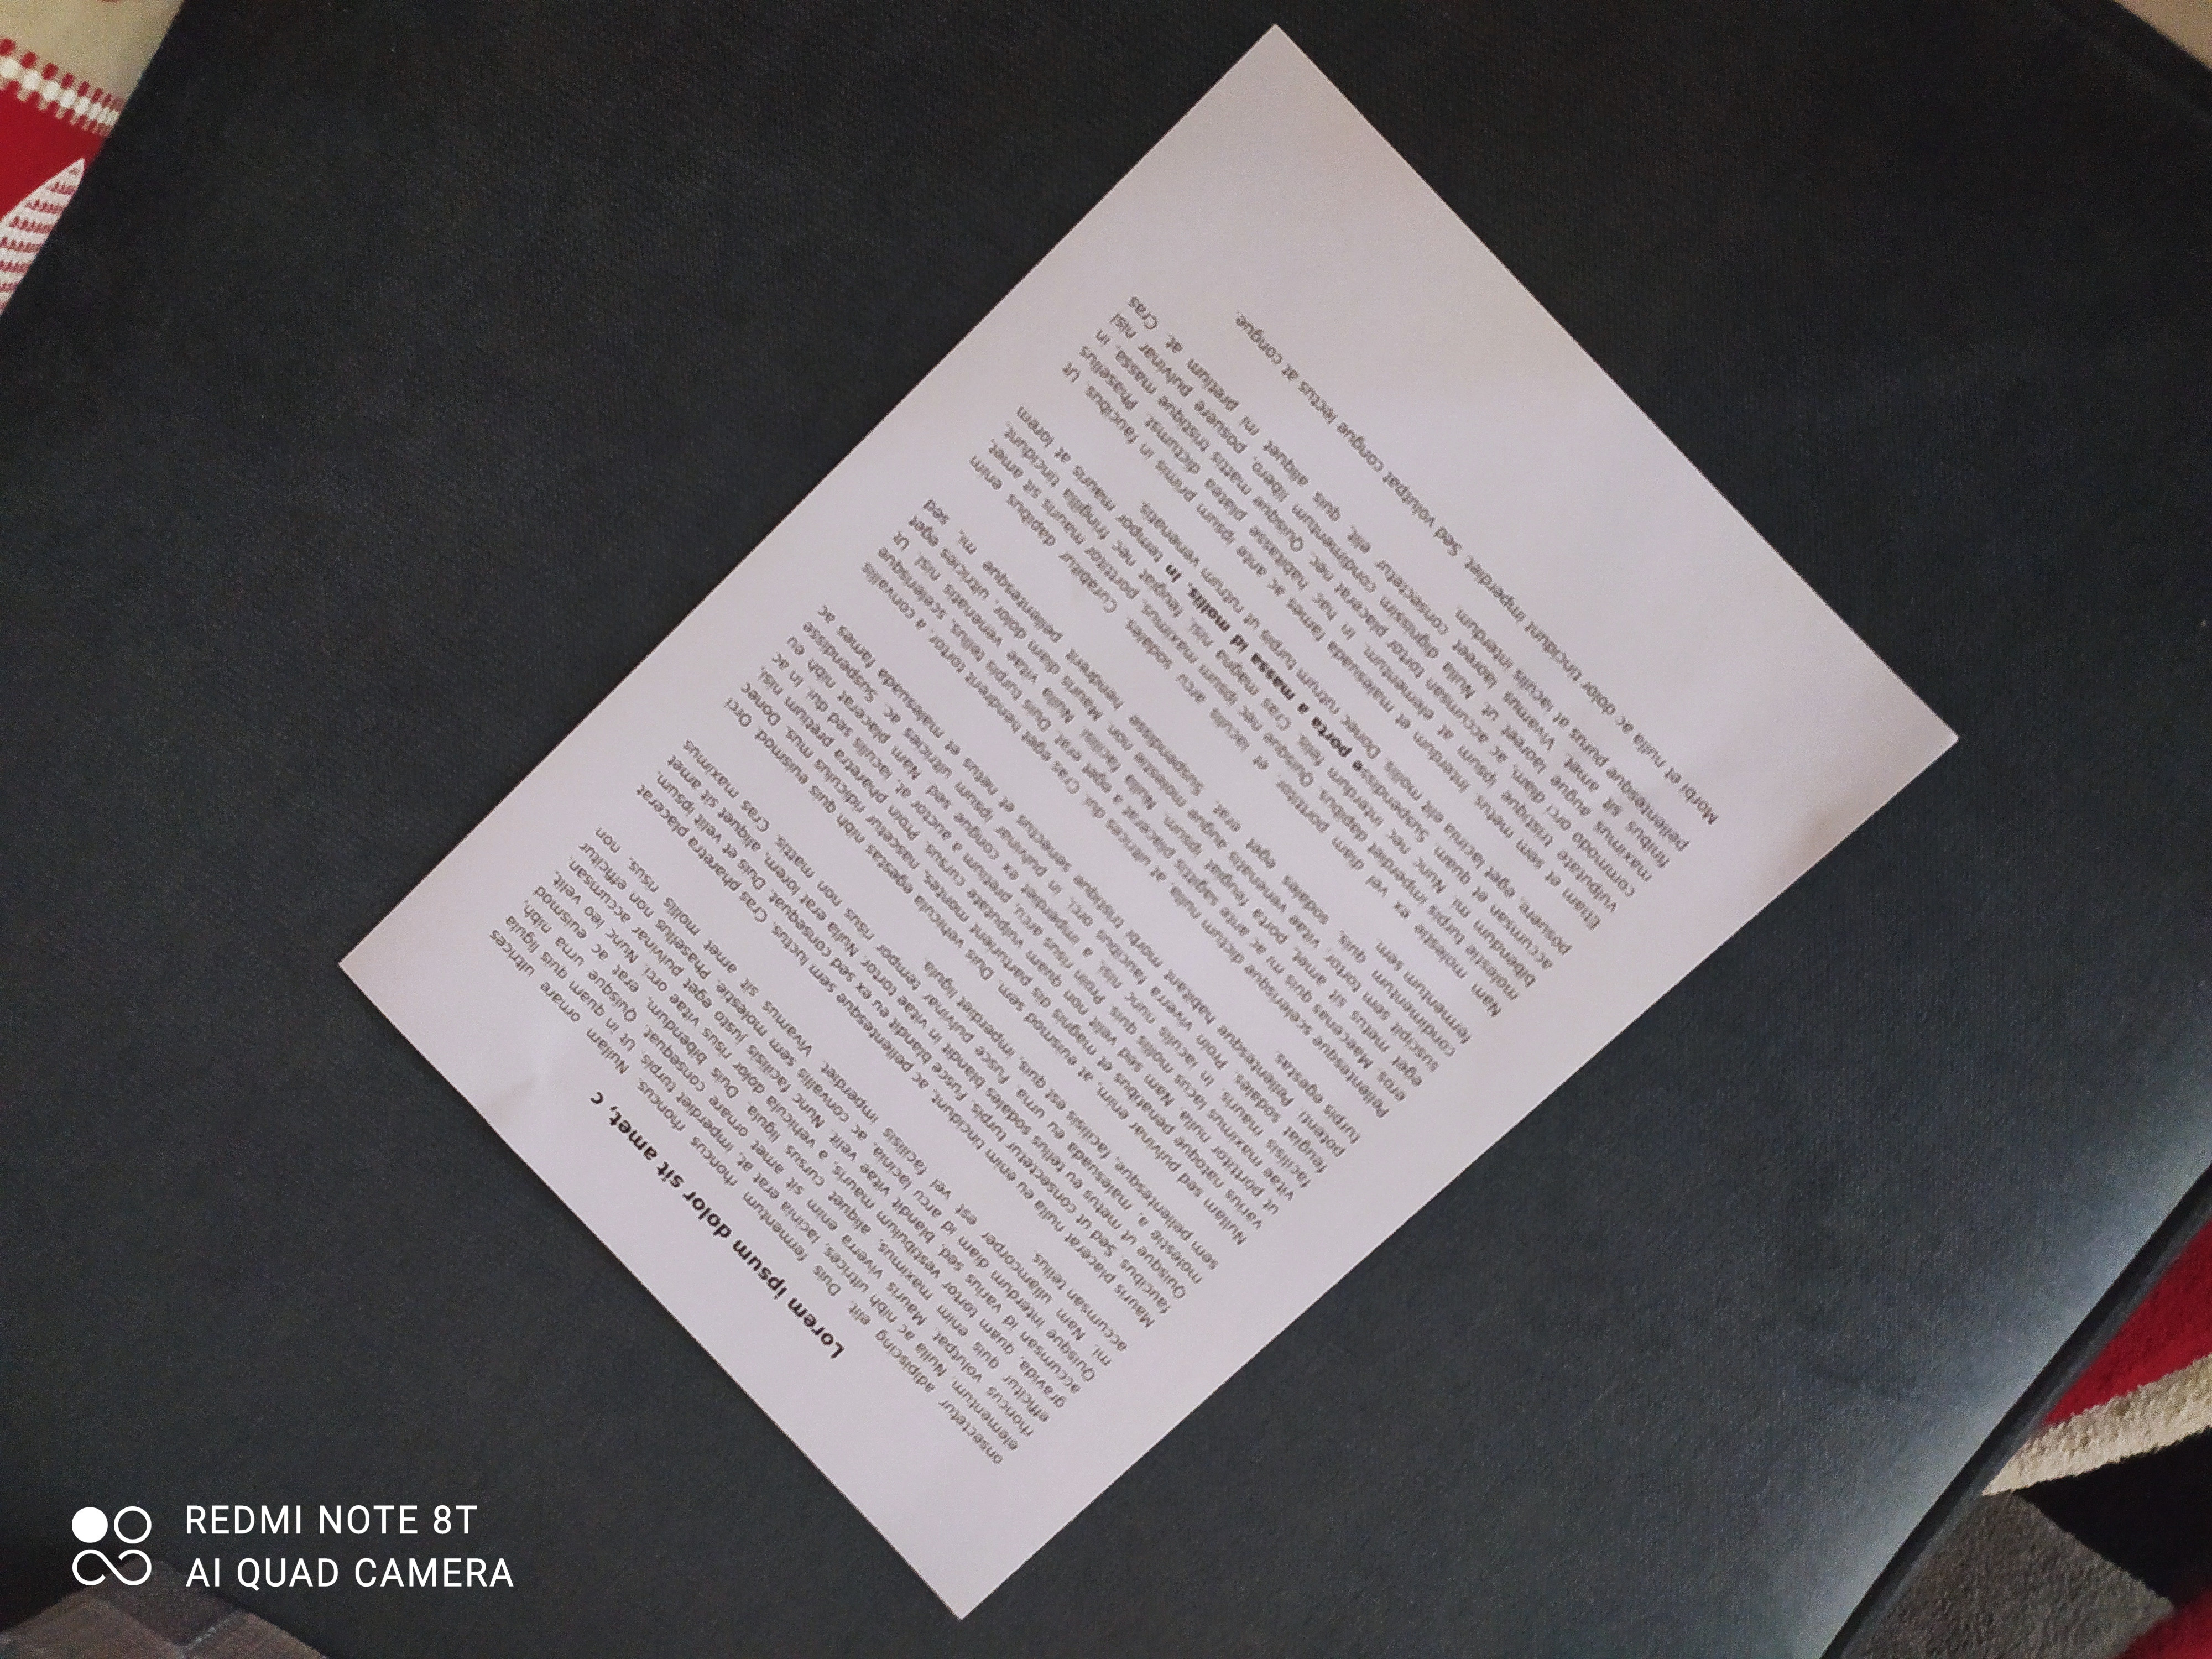 Lorem ipsum dolor sit amet, c
onsectetur adipiscing elit. Duis fermentum rhoncus rhoncus. Nullam ornare ultrices
elementum. Nulla ac nibh ultrices, lacinia erat at, imperdiet turpis. Ut in quam quis ligula
rhoncus volutpat. Mauris viverra enim sit amet ornare consequat. Quisque urna nibh,
efficitur quis enim maximus, aliquet cursus ligula. Duis bibendum erat ac euismod
gravida, quam tortor vestibulum mauris, a vehicula dolor risus vitae orci. Nunc leo velit,
accumsan id varius sed, blandit vitae velit. Nunc facilisis justo eget pulvinar accumsan.
Quisque interdum diam id arcu lacinia, ac convallis sem molestie. Phasellus non efficitur
mi. Nam ullamcorper est vel facilisis imperdiet. Vivamus sit amet mollis risus, non
accumsan tellus.
Mauris placerat nulla eu enim tincidunt, ac pellentesque sem luctus. Cras pharetra placerat
faucibus. Sed ut consectetur turpis. Fusce blandit eu ex sed consequat. Duis et velit ipsum.
Quisque ut metus eu tellus sodales blandit in vitae tortor. Nulla erat lorem, aliquet sit amet
molestie a, malesuada eu urna. Fusce pulvinar tempor risus non mattis. Cras maximus
sem pellentesque, facilisis est quis, imperdiet ligula.
Nullam sed pulvinar enim, at euismod sem. Duis vehicula egestas nibh quis euismod. Orci
varius natoque penatibus et magnis dis parturient montes, nascetur ridiculus mus. Donec
ut porttitor nulla. Nam sed velit non quam vulputate cursus. Proin pharetra pretium nisl,
vitae maximus lacus mollis quis. Proin risus arcu, pretium a auctor at, iaculis sed dui. In ac
facilisis mauris. In iaculis nunc nisl, a imperdiet ex congue sed. Nam placerat nibh eu
feugiat sodales. Proin viverra faucibus orci, in pulvinar ipsum ultricies ac. Suspendisse
potenti. Pellentesque habitant morbi tristique senectus et netus et malesuada fames ac
turpis egestas.
Pellentesque scelerisque dictum nulla, at ultrices dui. Cras eget hendrerit tortor, a convallis
eros. Maecenas quis mi ac ante sagittis placerat a eget erat. Duis turpis tellus, scelerisque
eget metus sit amet, porta feugiat ipsum. Nulla facilisi. Nulla vitae venenatis nisl. Ut
suscipit sem tortor, vitae venenatis augue molestie non. Mauris diam dolor, ultricies eget
condimentum quis, sodales eget erat. Suspendisse hendrerit pellentesque mi, sed
fermentum sem.
Nam molestie ex vel diam porttitor, et iaculis arcu sodales. Curabitur dapibus enim
molestie turpis imperdiet dapibus. Quisque nec ipsum maximus, porttitor mauris sit amet,
bibendum mi. Nunc nec interdum felis. Cras magna nisl, feugiat nec fringilla tincidunt,
accumsan et quam. Suspendisse porta a massa id mollis. In tempor mauris at lorem
posuere, eget lacinia elit mollis. Donec rutrum turpis ut rutrum venenatis.
Etiam et sem metus. Interdum et malesuada fames ac ante ipsum primis in faucibus. Ut
vulputate tristique ipsum at elementum. In hac habitasse platea dictumst. Phasellus
commodo orci diam, ac accumsan tortor placerat nec. Quisque mattis tristique massa, in
maximus augue laoreet ut. Nulla dignissim condimentum libero, posuere pulvinar nisl
finibus sit amet. Vivamus laoreet consectetur elit, quis aliquet mi pretium at. Cras
pellentesque purus at iaculis interdum.
Morbi et nulla ac dolor tincidunt imperdiet. Sed volutpat congue lectus at congue.
REDMI NOTE 8T
AI QUAD CAMERA